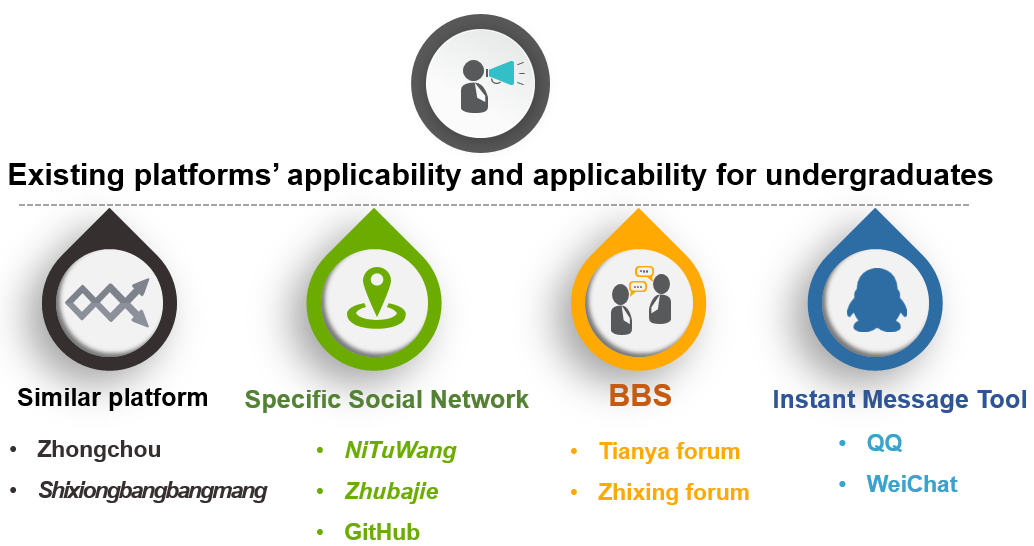 Existing platforms’ applicability and applicability for undergraduates
Similar platform
• Zhongchou
• Shixiongbangbangmang
Specific Social Network
• NiTuWang
• Zhubajie
• GitHub
BBS
• Tianya forum
• Zhixing forum
Instant Message Tool
• QQ
• WeiChat